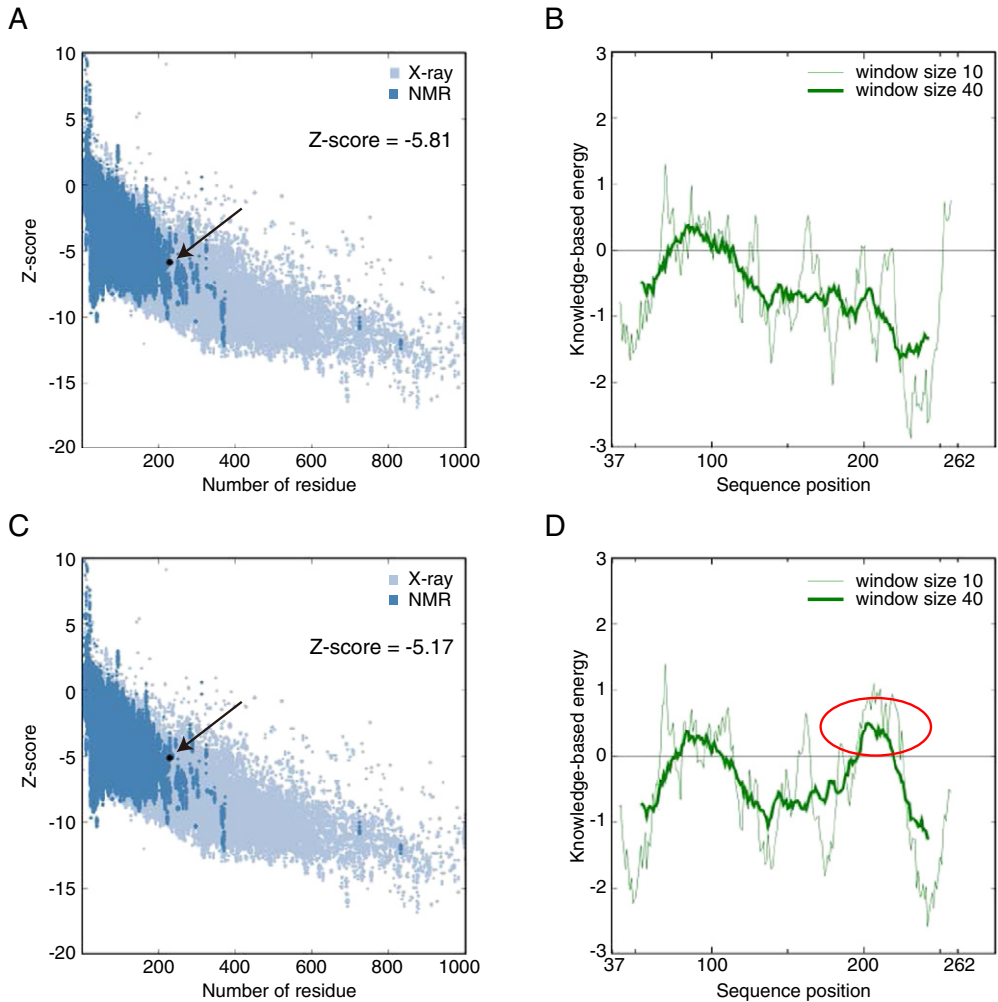 A
10
5
0
-5
-10
-15
-20
Z-score
X-ray
NMR
Z-score = -5.81
200
400
600
800
1000
Number of residue
B
3
2
1
0
-1
-2
-3
Knowledge-based energy
window size 10
window size 40
37
100
200
262
Sequence position
C
10
5
0
-5
-10
-15
-20
Z-score
X-ray
NMR
Z-score = -5.17
200
400
600
800
1000
Number of residue
D
3
2
1
0
-1
-2
-3
Knowledge-based energy
window size 10
window size 40
37
100
200
262
Sequence position